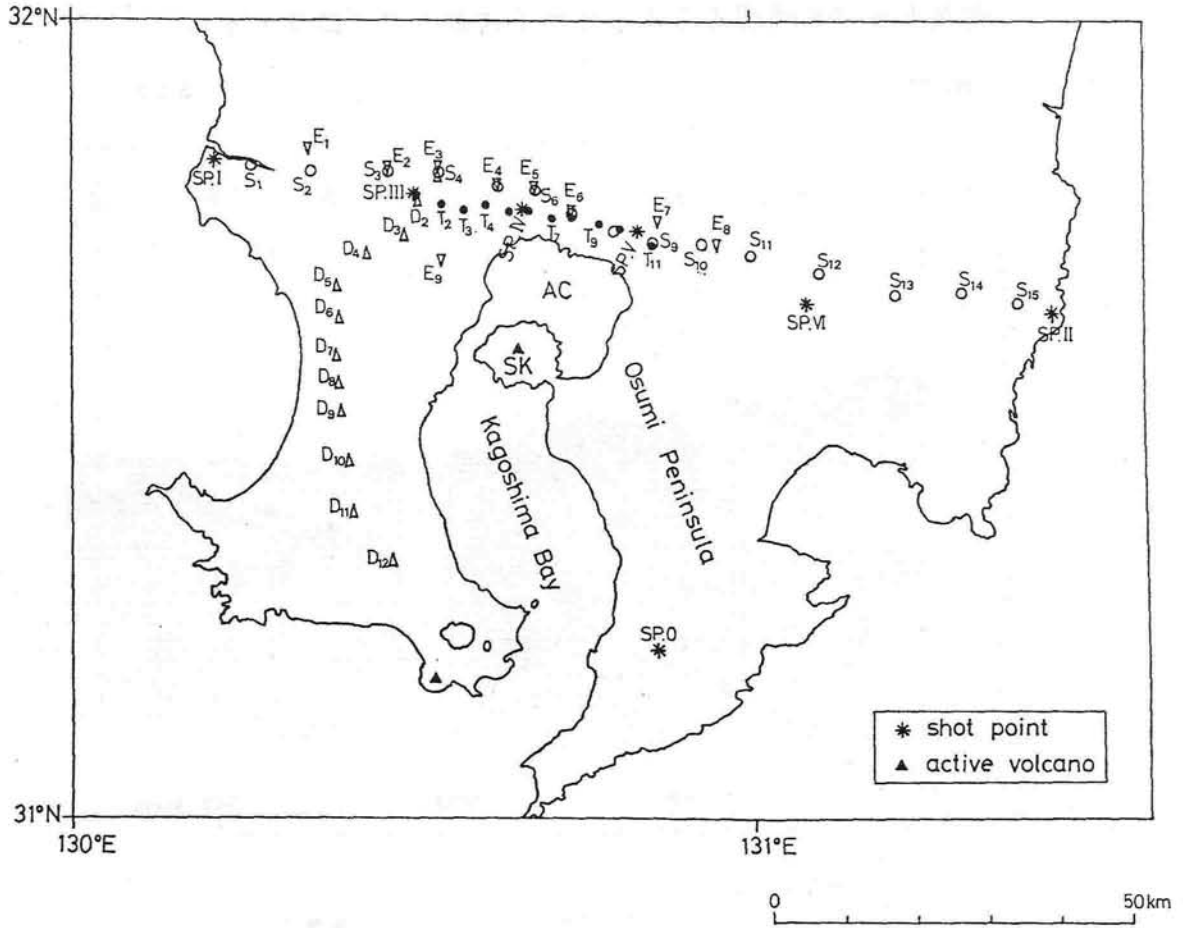 32°N
E₁
E₂
E₃
SP.I
S₁
S₂
S₃
S₄
E₄
E₅
SP.III
S₆
E₆
E₇
D₂
T₂
T₃
T₄
SP.IV
T₇
T₉
SP.V
T₁₁
S₉
S₁₀
E₈
S₁₁
D₃
D₄
E₉
S₁₂
S₁₃
S₁₄
S₁₅
D₅
AC
D₆
SP.VI
SP.II
D₇
SK
D₈
D₉
Osumi Peninsula
Kagoshima Bay
D₁₀
D₁₁
D₁₂
SP.O
shot point
active volcano
31°N
130°E
131°E
0
50km